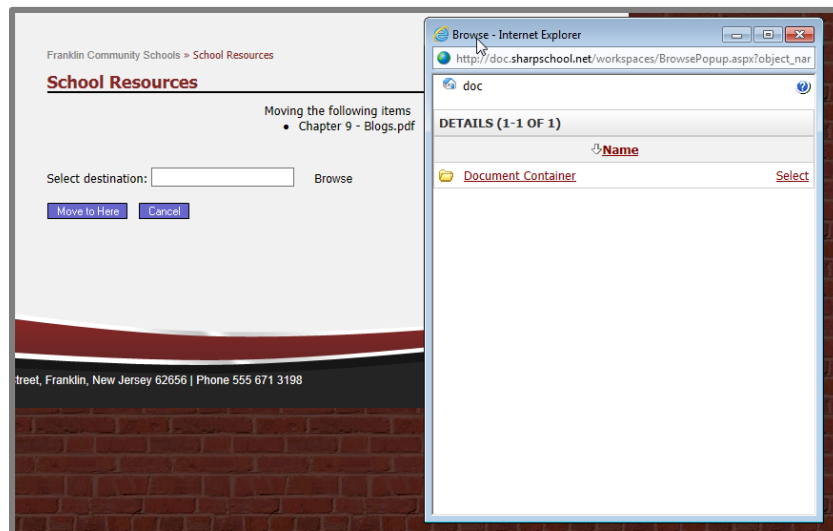 Franklin Community Schools » School Resources
School Resources
Moving the following items
• Chapter 9 - Blogs.pdf
Select destination:
Browse
Move to Here
Cancel
treet, Franklin, New Jersey 62656 | Phone 555 671 3198
Browse - Internet Explorer
http://doc.sharpschool.net/workspaces/BrowsePopup.aspx?object_nar
doc
DETAILS (1-1 OF 1)
Name
Document Container
Select